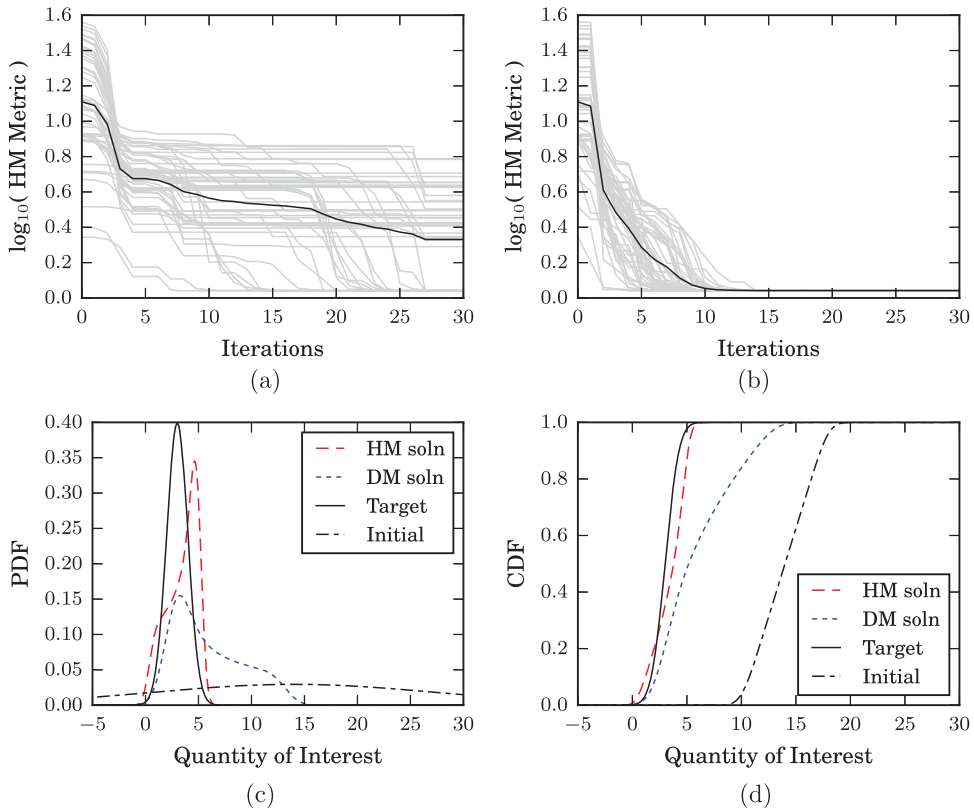 1.6
1.4
1.2
1.0
0.8
0.6
0.4
0.2
0.0
log10( HM Metric )
0 5 10 15 20 25 30
Iterations
(a)
1.6
1.4
1.2
1.0
0.8
0.6
0.4
0.2
0.0
log10( HM Metric )
0 5 10 15 20 25 30
Iterations
(b)
0.40
0.35
0.30
0.25
0.20
0.15
0.10
0.05
0.00
PDF
HM soln
DM soln
Target
Initial
−5 0 5 10 15 20 25 30
Quantity of Interest
(c)
1.0
0.8
0.6
0.4
0.2
0.0
CDF
HM soln
DM soln
Target
Initial
−5 0 5 10 15 20 25 30
Quantity of Interest
(d)